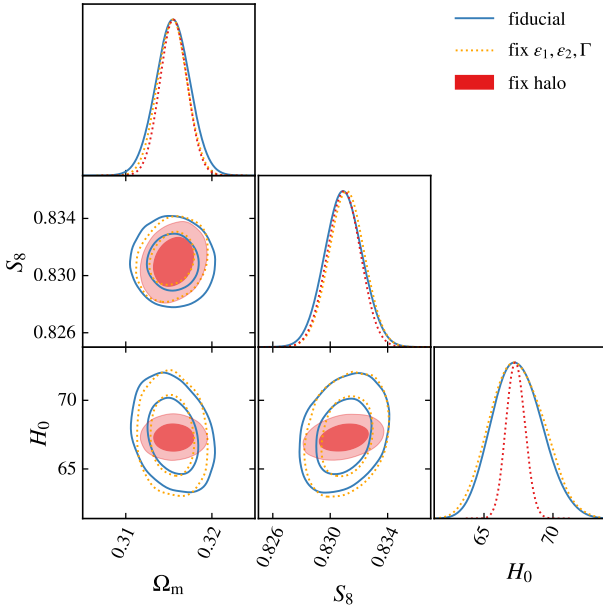 fiducial
fix ε₁, ε₂, Γ
fix halo
S₈
0.834
0.830
0.826
H₀
70
65
0.31
0.32
0.826
0.830
0.834
65
70
Ωₘ
S₈
H₀